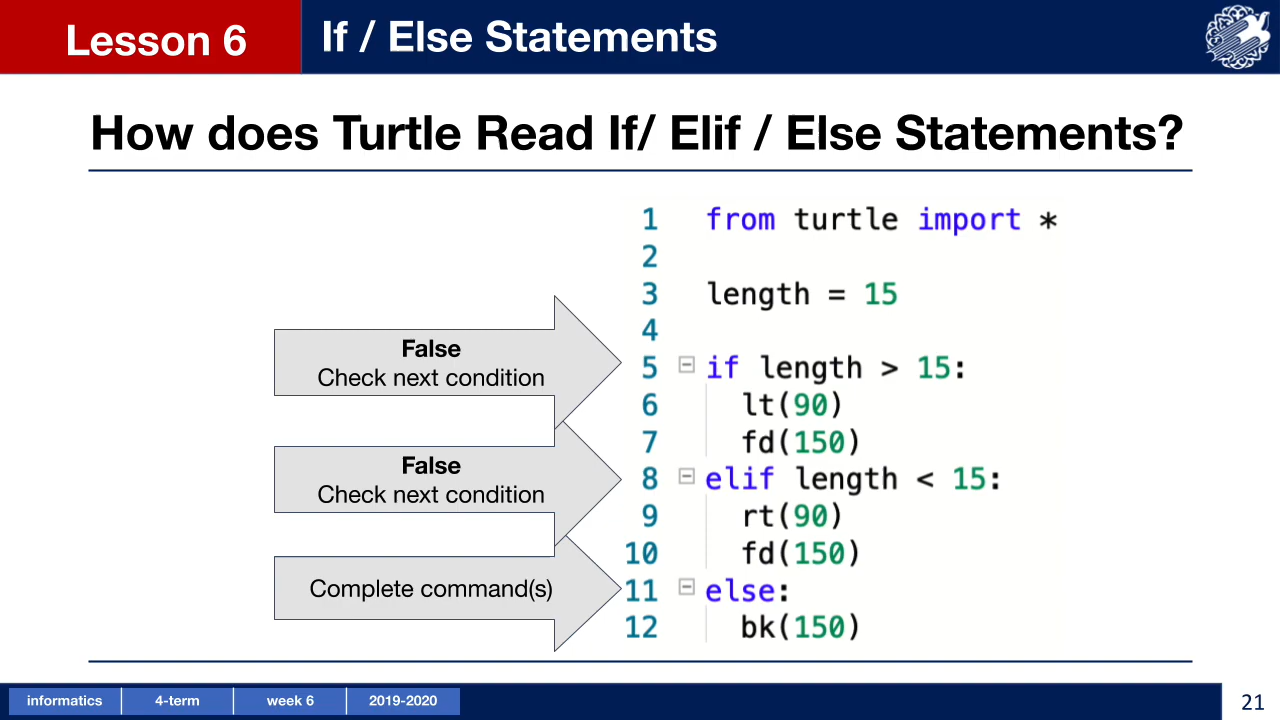 Lesson 6
If / Else Statements
How does Turtle Read If/ Elif / Else Statements?
False
Check next condition
False
Check next condition
Complete command(s)
1 from turtle import *
2
3 length = 15
4
5 if length > 15:
6 lt(90)
7 fd(150)
8 elif length < 15:
9 rt(90)
10 fd(150)
11 else:
12 bk(150)
informatics
4-term
week 6
2019-2020
21